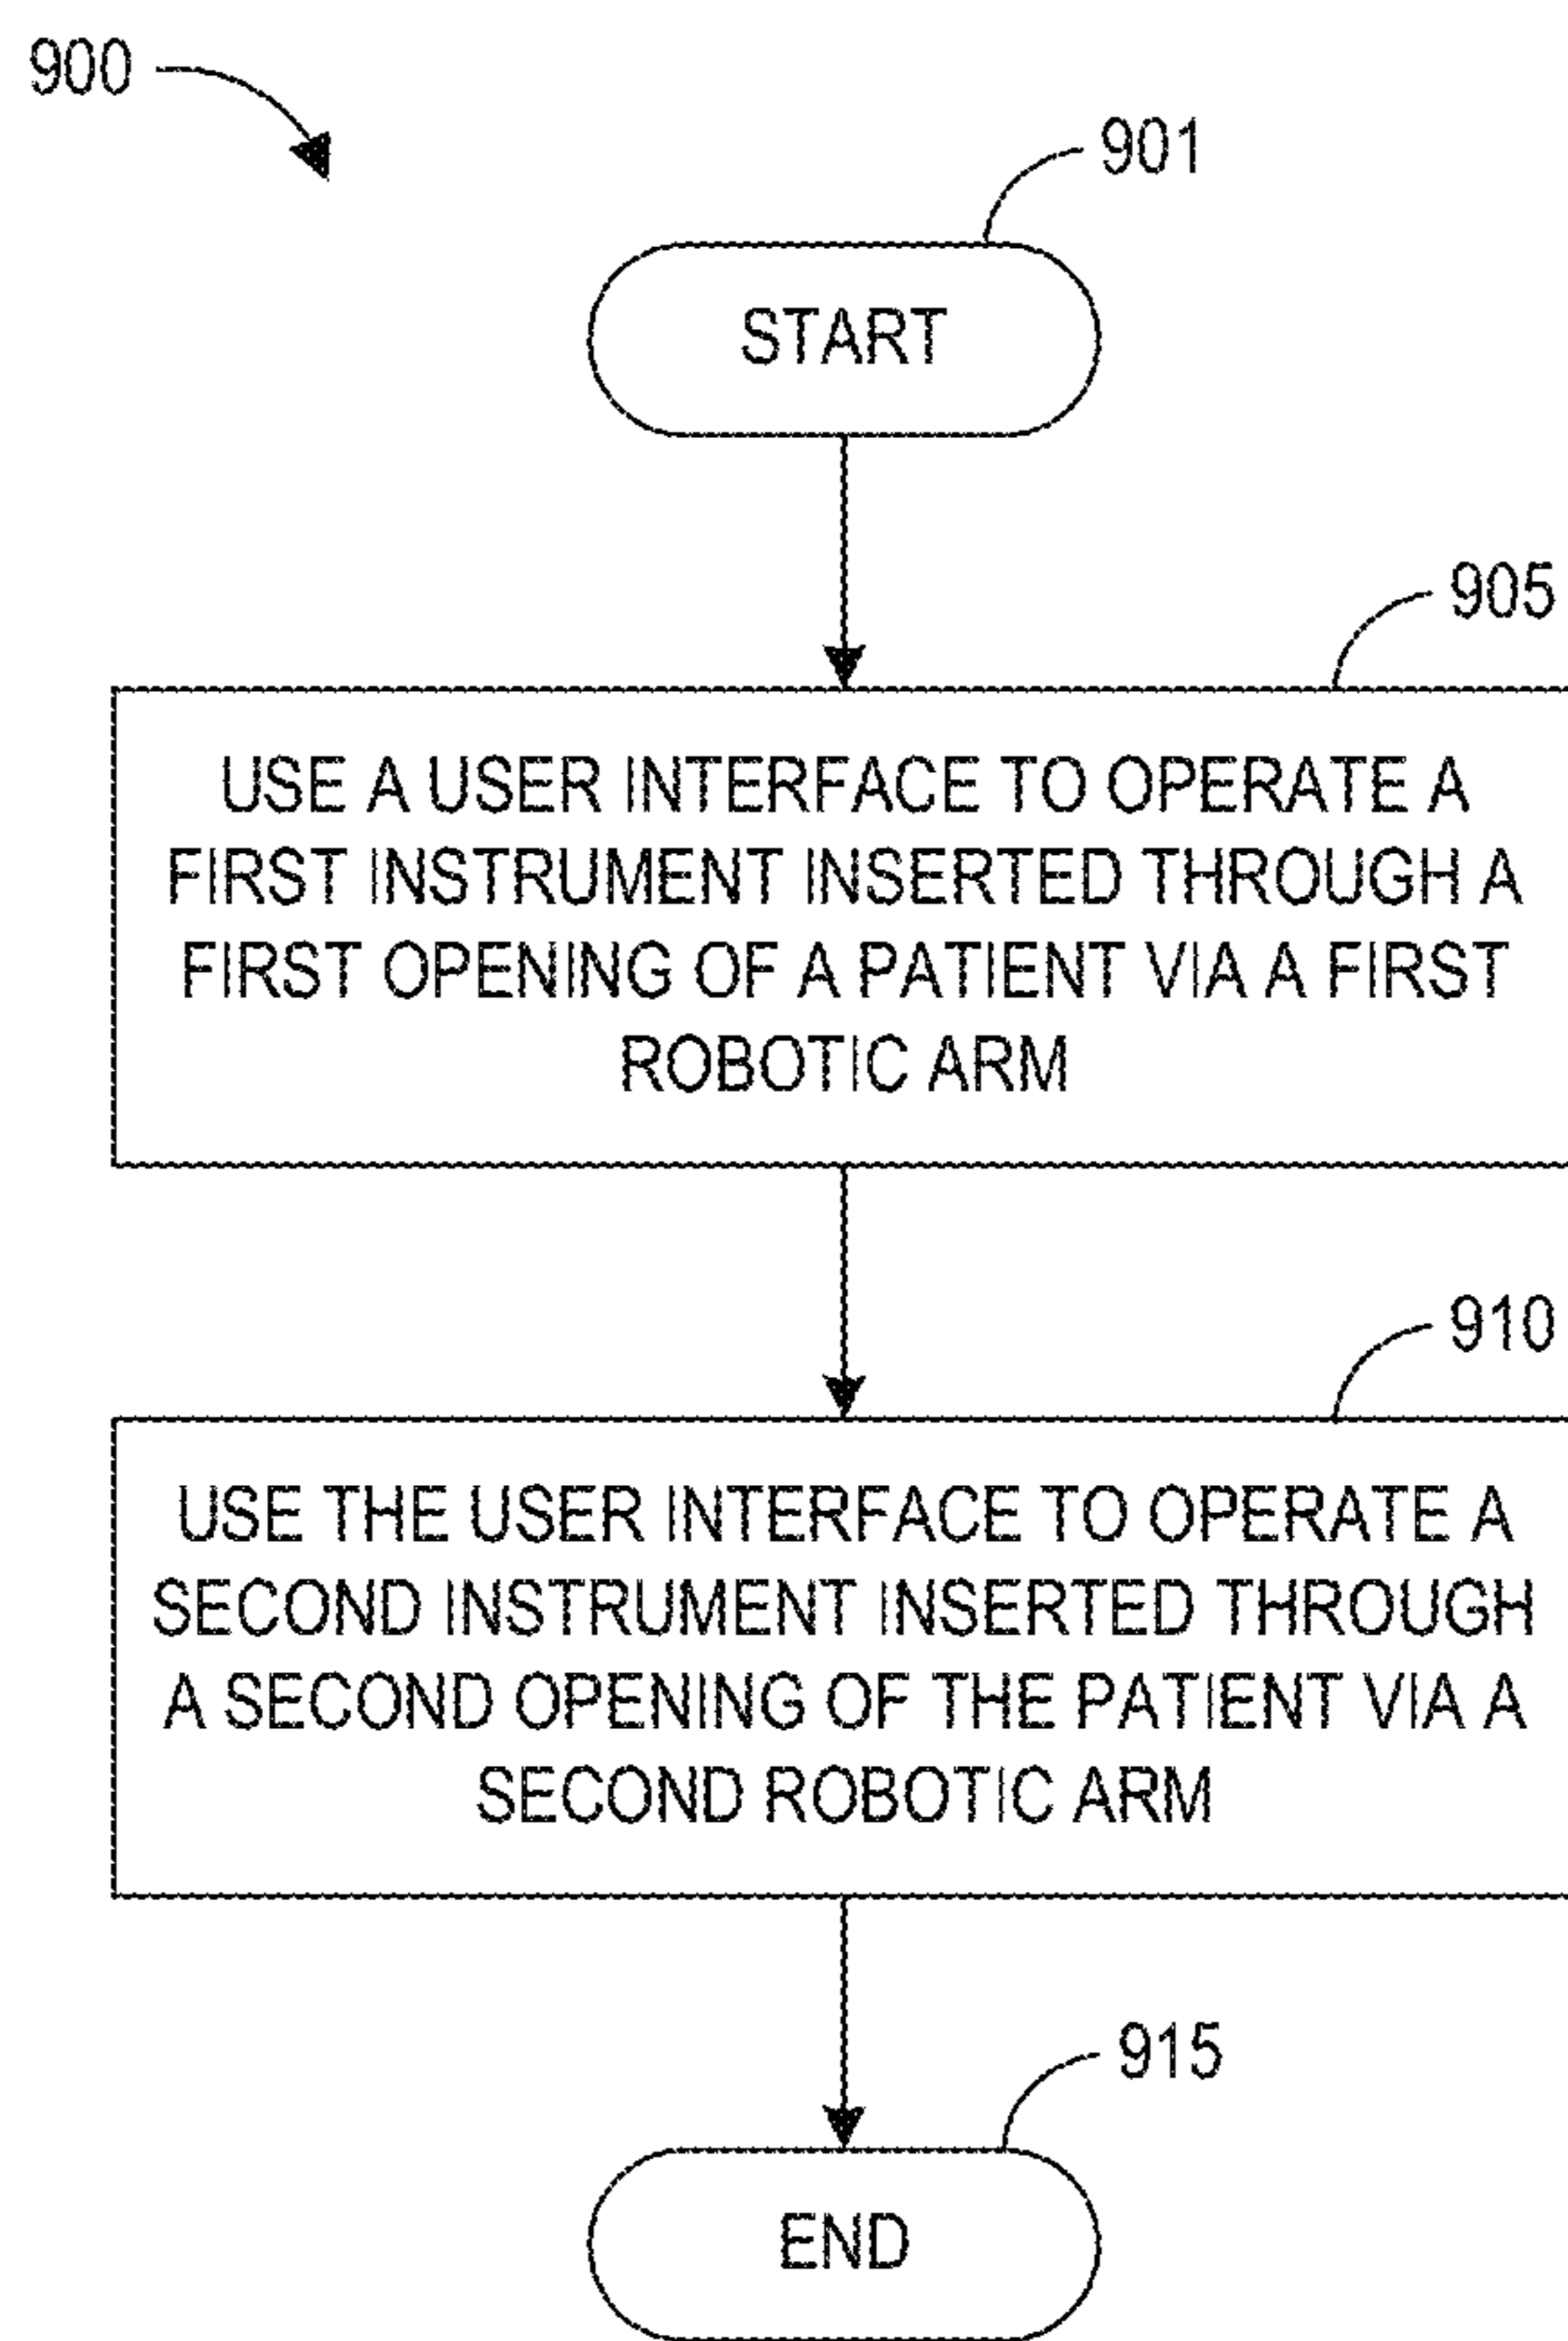 900
901
START
905
USE A USER INTERFACE TO OPERATE A
FIRST INSTRUMENT INSERTED THROUGH A
FIRST OPENING OF A PATIENT VIA A FIRST
ROBOTIC ARM
910
USE THE USER INTERFACE TO OPERATE A
SECOND INSTRUMENT INSERTED THROUGH
A SECOND OPENING OF THE PATIENT VIA A
SECOND ROBOTIC ARM
915
END